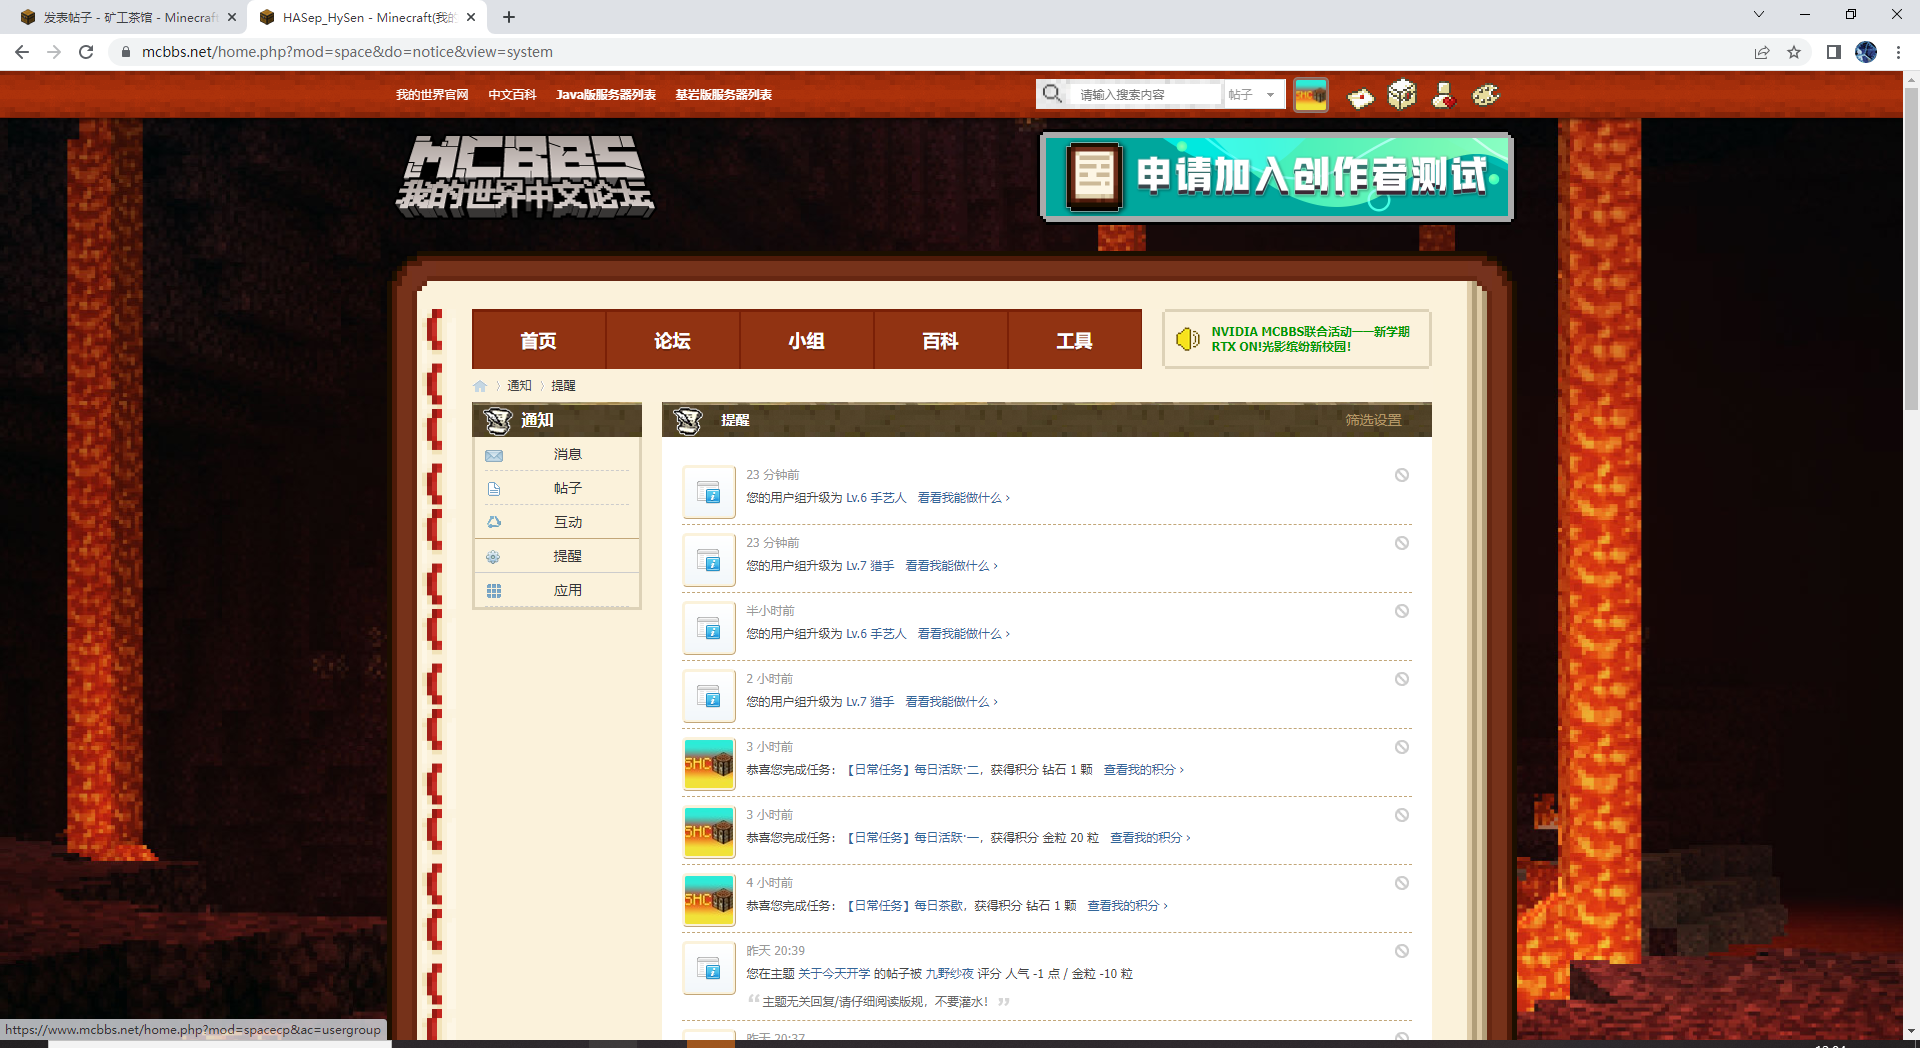 发表帖子 - 矿工茶馆 - Minecraft
HASep_HySen - Minecraft(我的
mcbbs.net/home.php?mod=space&do=notice&view=system
我的世界官网 中文百科 Java版服务器列表 基岩版服务器列表
请输入搜索内容 帖子
MCBBS
我的世界中文论坛
申请加入创作者测试
首页 论坛 小组 百科 工具
NVIDIA MCBBS联合活动——新学期
RTX ON!光影缤纷新校园!
通知 提醒
通知
消息
帖子
互动
提醒
应用
提醒 筛选设置
23 分钟前
您的用户组升级为 Lv.6 手艺人 看看我能做什么 ›
23 分钟前
您的用户组升级为 Lv.7 猎手 看看我能做什么 ›
半小时前
您的用户组升级为 Lv.6 手艺人 看看我能做什么 ›
2 小时前
您的用户组升级为 Lv.7 猎手 看看我能做什么 ›
3 小时前
恭喜您完成任务：【日常任务】每日活跃·二，获得积分 钻石 1 颗 查看我的积分 ›
3 小时前
恭喜您完成任务：【日常任务】每日活跃·一，获得积分 金粒 20 粒 查看我的积分 ›
4 小时前
恭喜您完成任务：【日常任务】每日茶歇，获得积分 钻石 1 颗 查看我的积分 ›
昨天 20:39
您在主题 关于今天开学 的帖子被 九野纱夜 评分 人气 -1 点 / 金粒 -10 粒
“ 主题无关回复/请仔细阅读版规，不要灌水！ ”
昨天 20:37
https://www.mcbbs.net/home.php?mod=spacecp&ac=usergroup